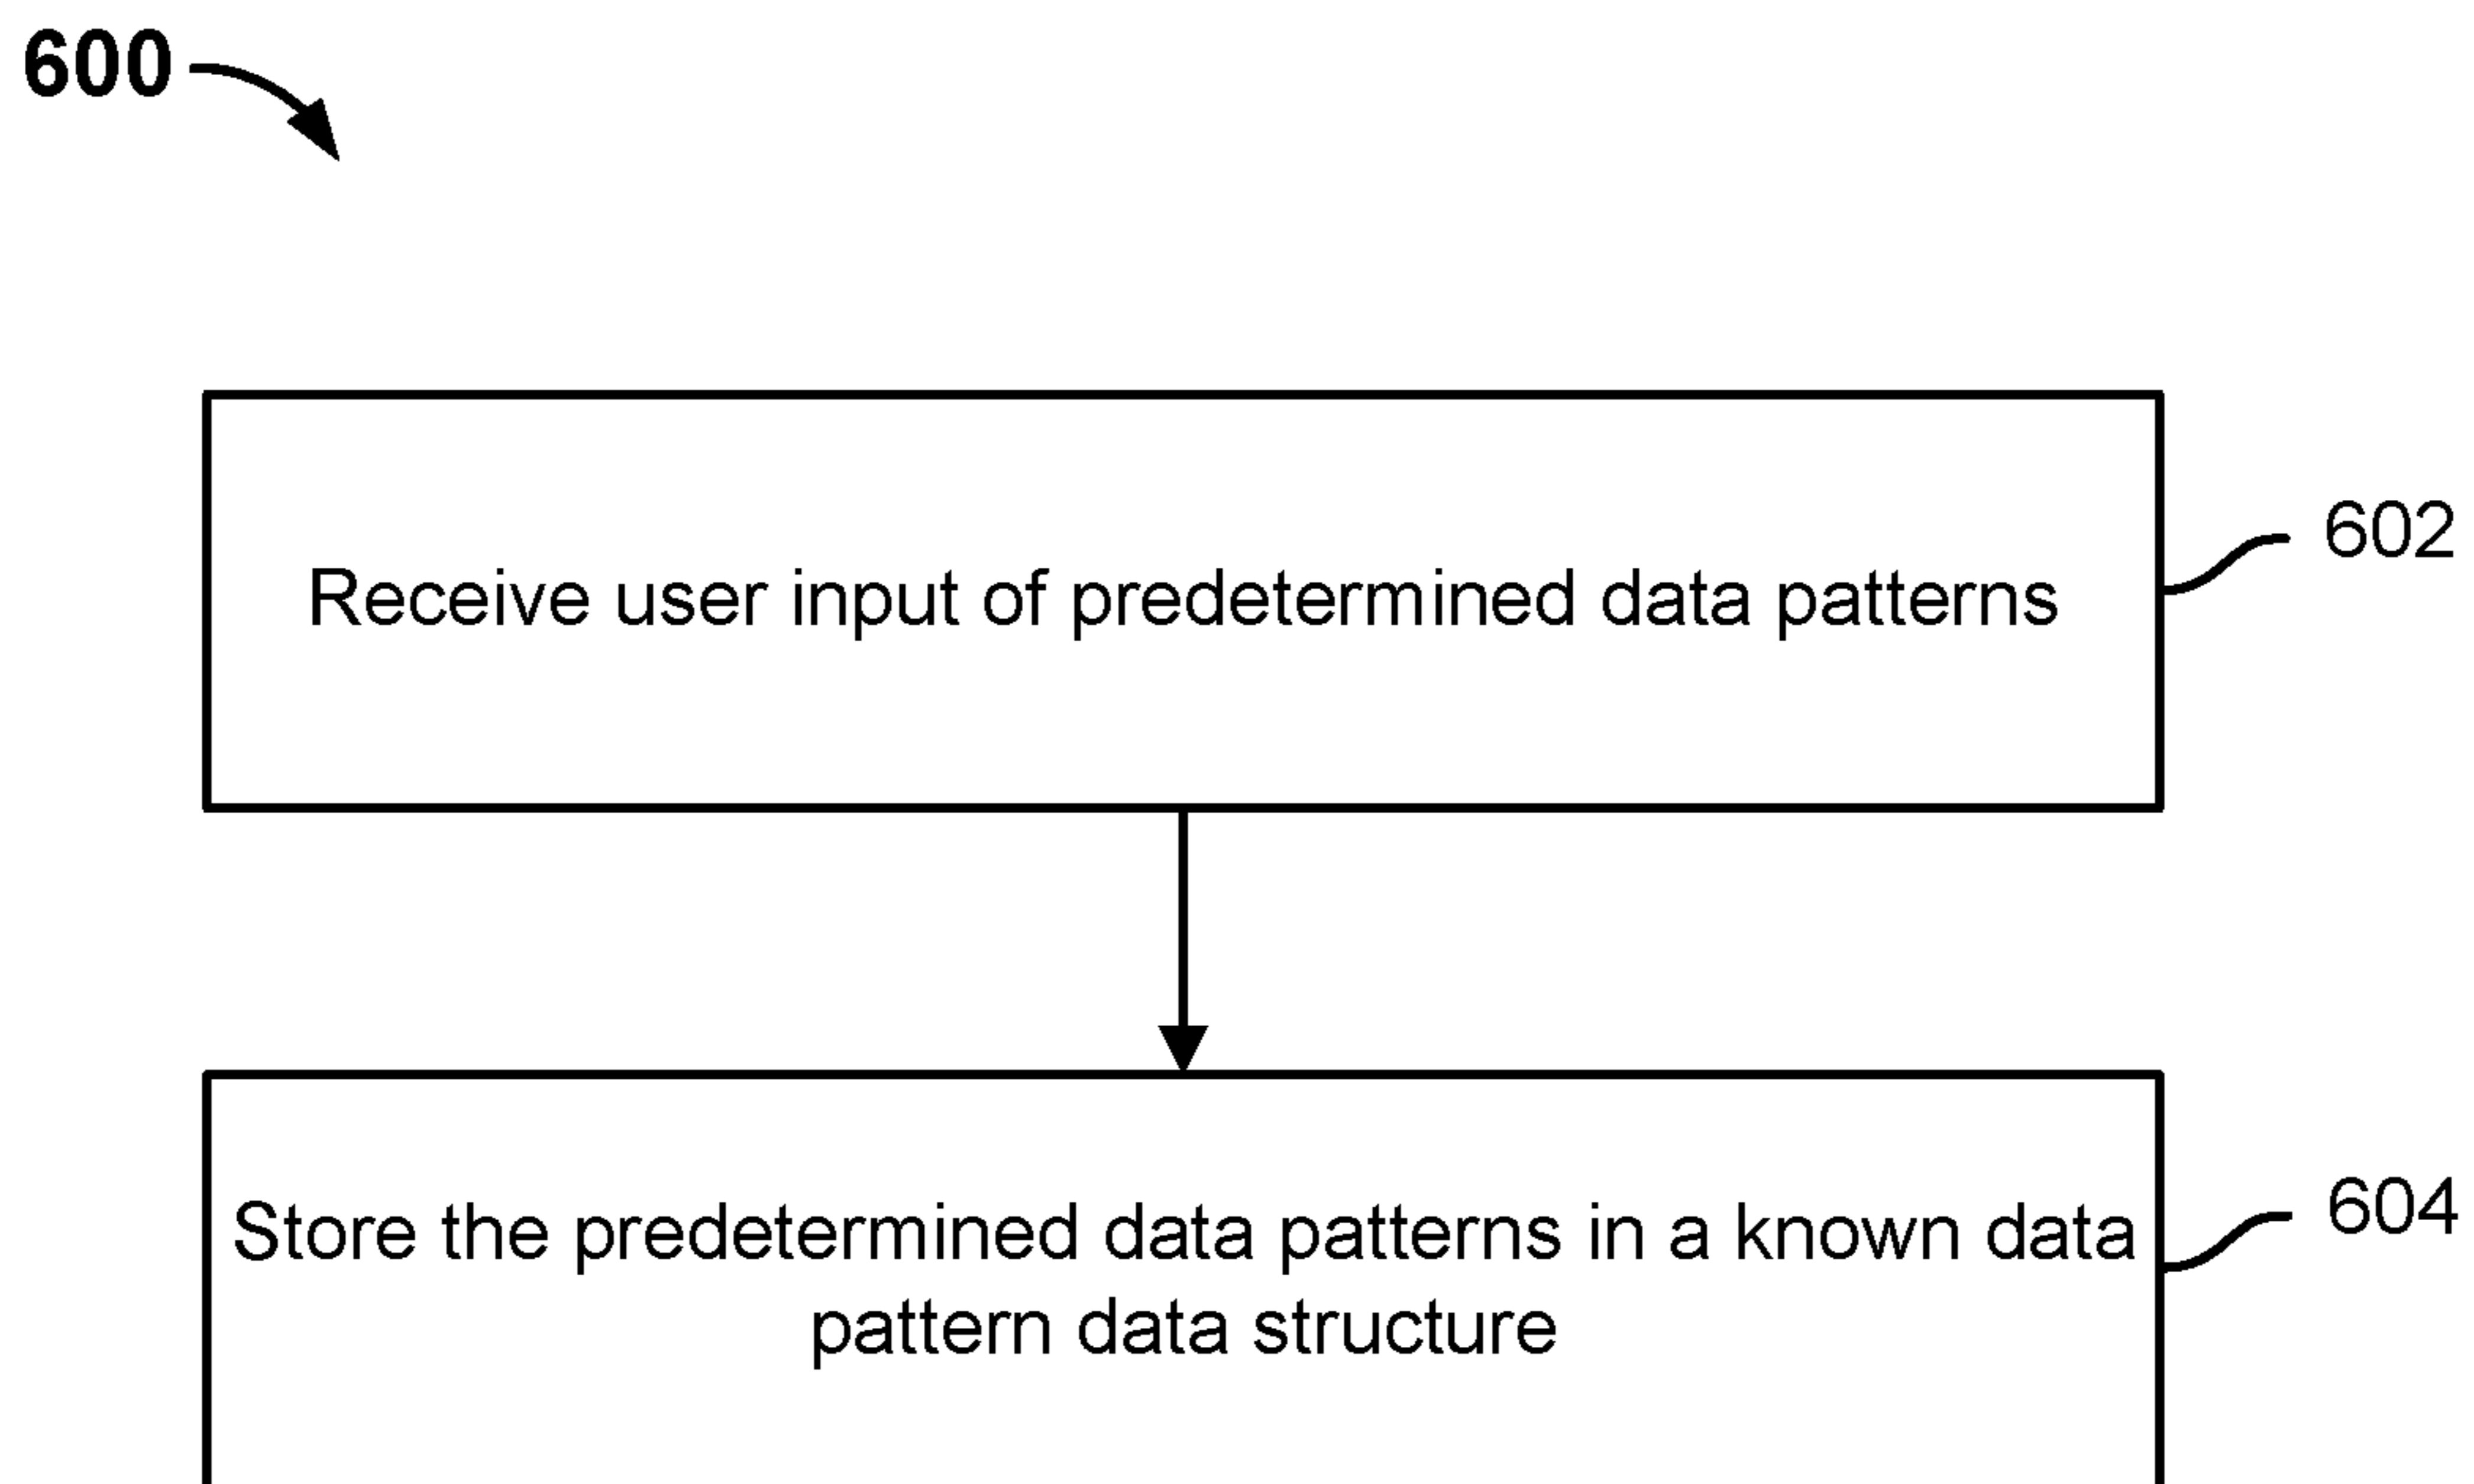 600
Receive user input of predetermined data patterns
602
Store the predetermined data patterns in a known data
pattern data structure
604